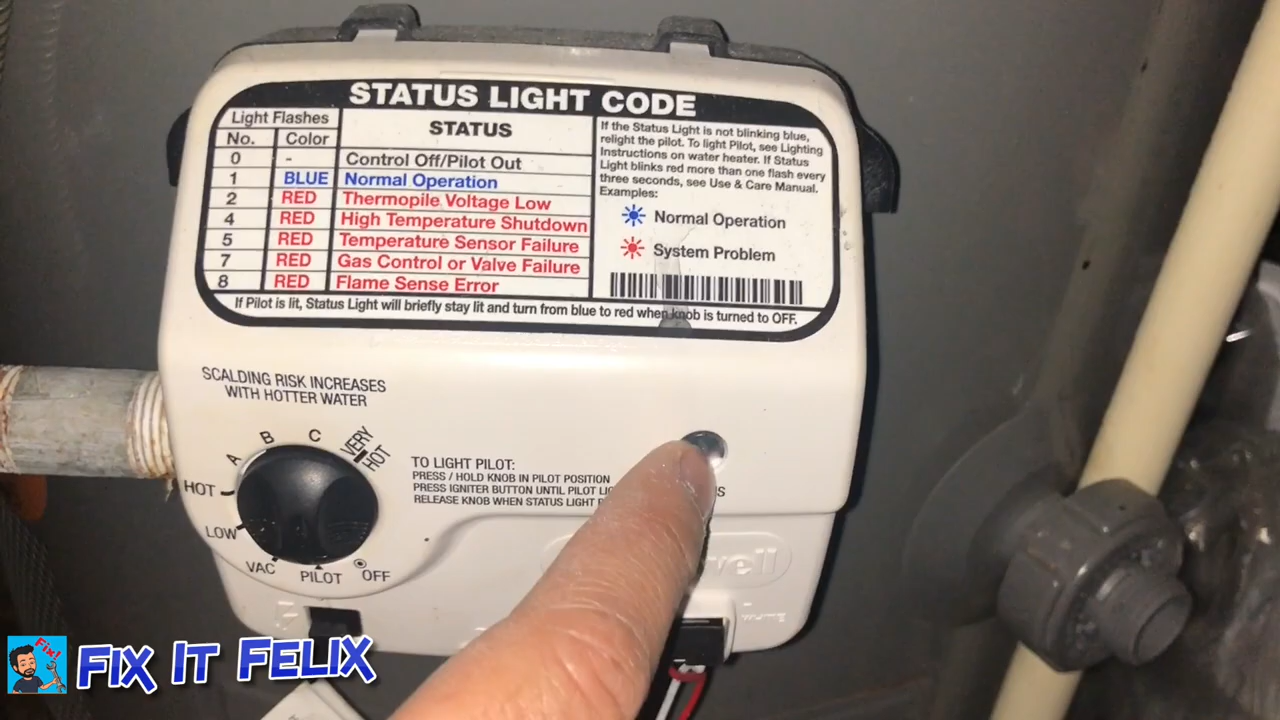 STATUS LIGHT CODE
Light Flashes
No. Color STATUS
0 - Control Off/Pilot Out
1 BLUE Normal Operation
2 RED Thermopile Voltage Low
4 RED High Temperature Shutdown
5 RED Temperature Sensor Failure
7 RED Gas Control or Valve Failure
8 RED Flame Sense Error
If the Status Light is not blinking blue,
relight the pilot. To light Pilot, see Lighting
Instructions on water heater. If Status
Light blinks red more than one flash every
three seconds, see Use & Care Manual.
Examples:
Normal Operation
System Problem
If Pilot is lit, Status Light will briefly stay lit and turn from blue to red when knob is turned to OFF.
SCALDING RISK INCREASES
WITH HOTTER WATER
A B C VERY HOT
HOT
LOW
VAC PILOT OFF
TO LIGHT PILOT:
PRESS / HOLD KNOB IN PILOT POSITION
PRESS IGNITER BUTTON UNTIL PILOT
RELEASE KNOB WHEN STATUS LIGHT
WHITE
Fix!
FIX IT FELIX